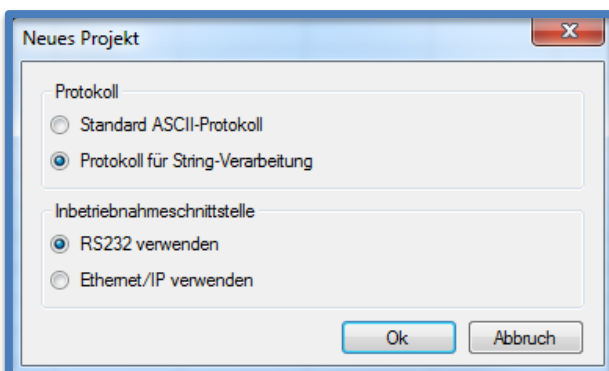 Neues Projekt
Protokoll
Standard ASCII-Protokoll
Protokoll für String-Verarbeitung
Inbetriebnahmeschnittstelle
RS232 verwenden
Ethernet/IP verwenden
Ok Abbruch